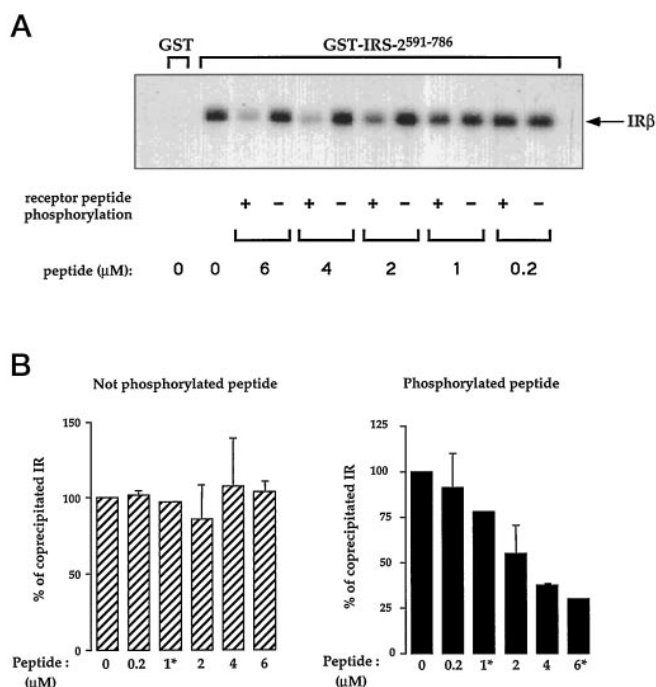 A
GST GST-IRS-2591-786
IRβ
receptor peptide
phosphorylation + − + − + − + − + −
peptide (μM): 0 0 6 4 2 1 0.2
B
Not phosphorylated peptide
% of coprecipitated IR
150
100
50
0
Peptide : 0 0.2 1* 2 4 6
(μM)
Phosphorylated peptide
% of coprecipitated IR
125
100
75
50
25
0
Peptide : 0 0.2 1* 2 4 6*
(μM)